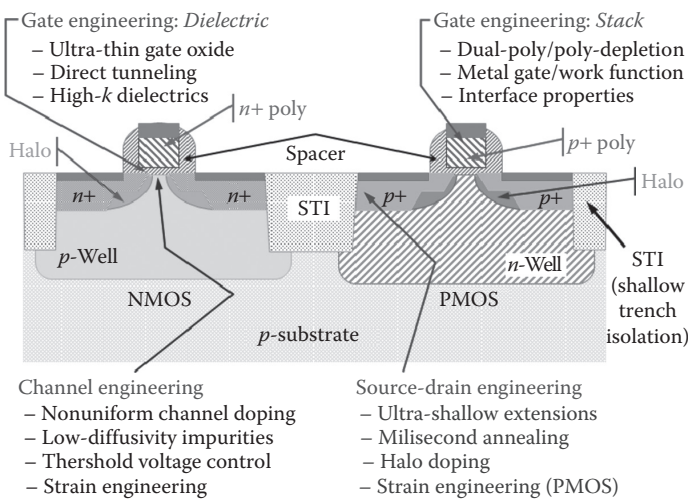 Gate engineering: Dielectric
– Ultra-thin gate oxide
– Direct tunneling
– High-k dielectrics
Gate engineering: Stack
– Dual-poly/poly-depletion
– Metal gate/work function
– Interface properties
n+ poly
p+ poly
Halo
Spacer
Halo
n+
n+
STI
p+
p+
p-Well
n-Well
STI
(shallow
trench
isolation)
NMOS
PMOS
p-substrate
Channel engineering
– Nonuniform channel doping
– Low-diffusivity impurities
– Thershold voltage control
– Strain engineering
Source-drain engineering
– Ultra-shallow extensions
– Milisecond annealing
– Halo doping
– Strain engineering (PMOS)